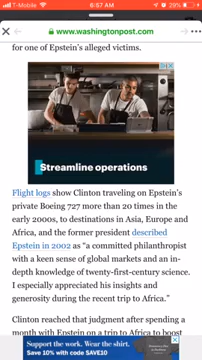 T-Mobile
6:57 AM
29%
www.washingtonpost.com
for one of Epstein's alleged victims.
Streamline operations
Flight logs show Clinton traveling on Epstein's
private Boeing 727 more than 20 times in the
early 2000s, to destinations in Asia, Europe and
Africa, and the former president described
Epstein in 2002 as "a committed philanthropist
with a keen sense of global markets and an in-
depth knowledge of twenty-first-century science.
I especially appreciated his insights and
generosity during the recent trip to Africa."
Clinton reached that judgment after spending a
month with Epstein on a trip to Africa to boost
Support the work. Wear the mission.
Save 10% with code SAVE10